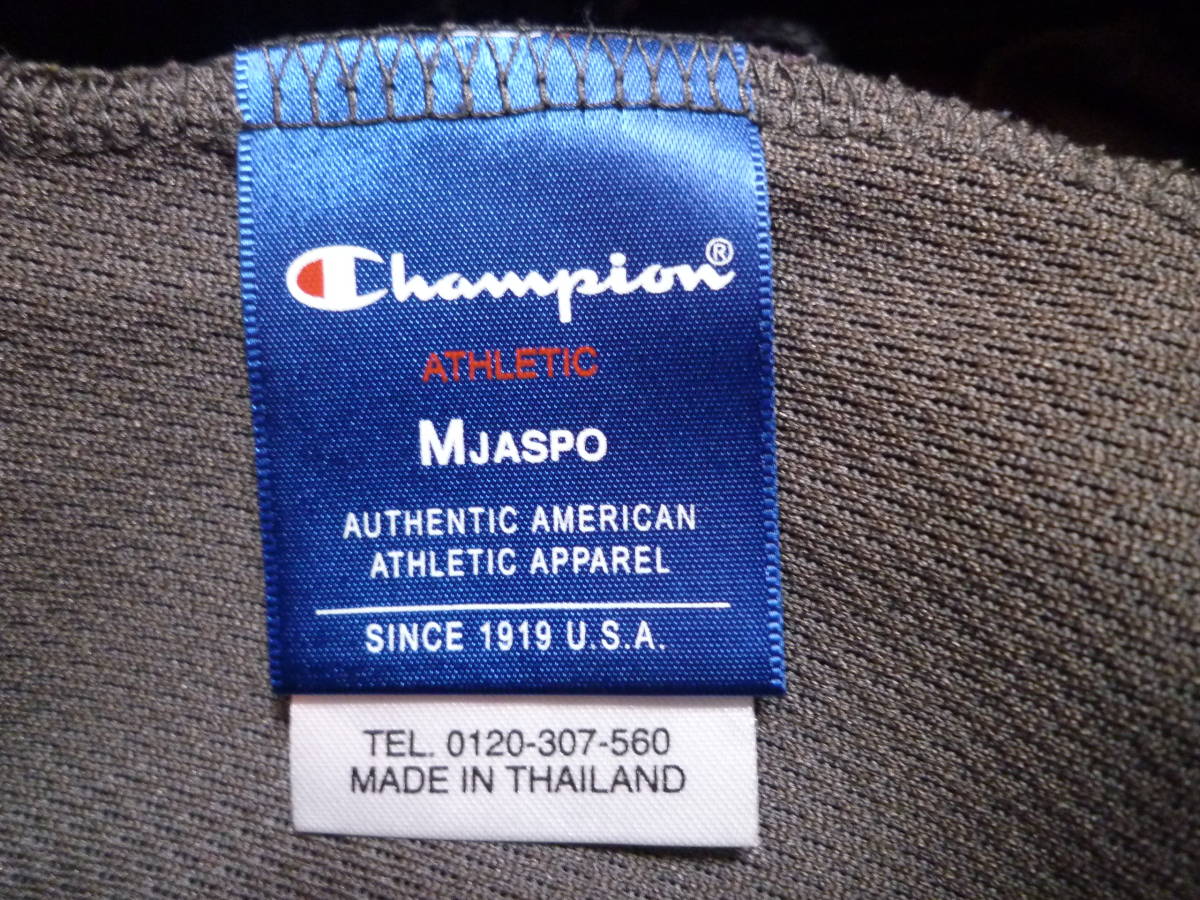 Champion®
ATHLETIC
MJASPO
AUTHENTIC AMERICAN
ATHLETIC APPAREL
SINCE 1919 U.S.A.
TEL. 0120-307-560
MADE IN THAILAND